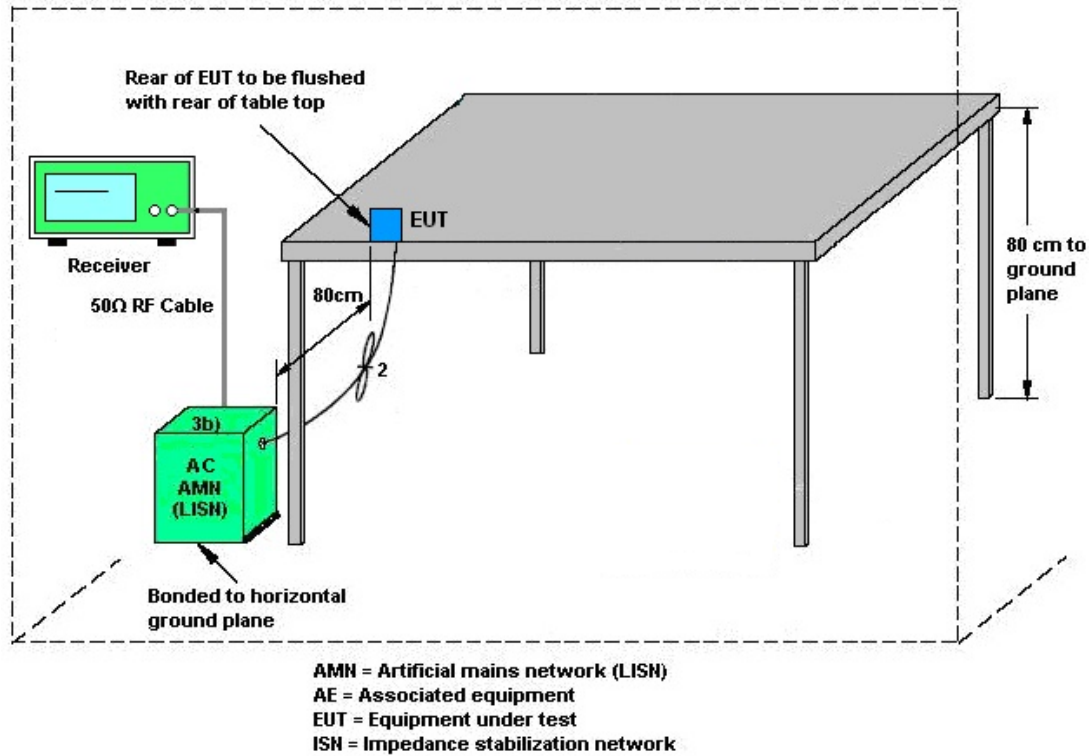 Rear of EUT to be flushed
with rear of table top
EUT
Receiver
50Ω RF Cable
80cm
2
80 cm to
ground
plane
3b)
AC
AMN
(LISN)
Bonded to horizontal
ground plane
AMN = Artificial mains network (LISN)
AE = Associated equipment
EUT = Equipment under test
ISN = Impedance stabilization network